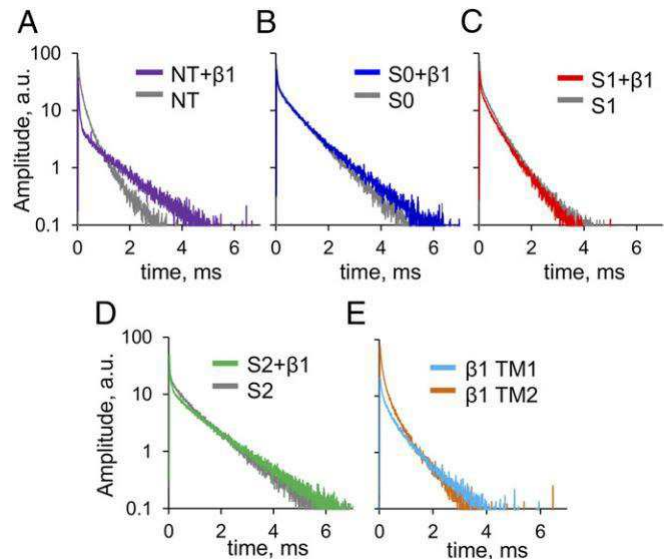 A
B
C
Amplitude, a.u.
100
10
1
0.1
NT+β1
NT
S0+β1
S0
S1+β1
S1
0 2 4 6
0 2 4 6
0 2 4 6
time, ms
time, ms
time, ms
D
E
Amplitude, a.u.
100
10
1
0.1
S2+β1
S2
β1 TM1
β1 TM2
0 2 4 6
0 2 4 6
time, ms
time, ms